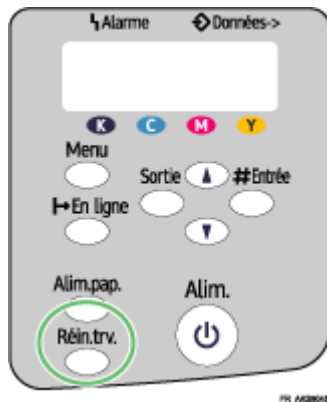 Alarme Données->
K C M Y
Menu
Sortie #Entrée
En ligne
Alim.pap. Alim.
Réin.trv.